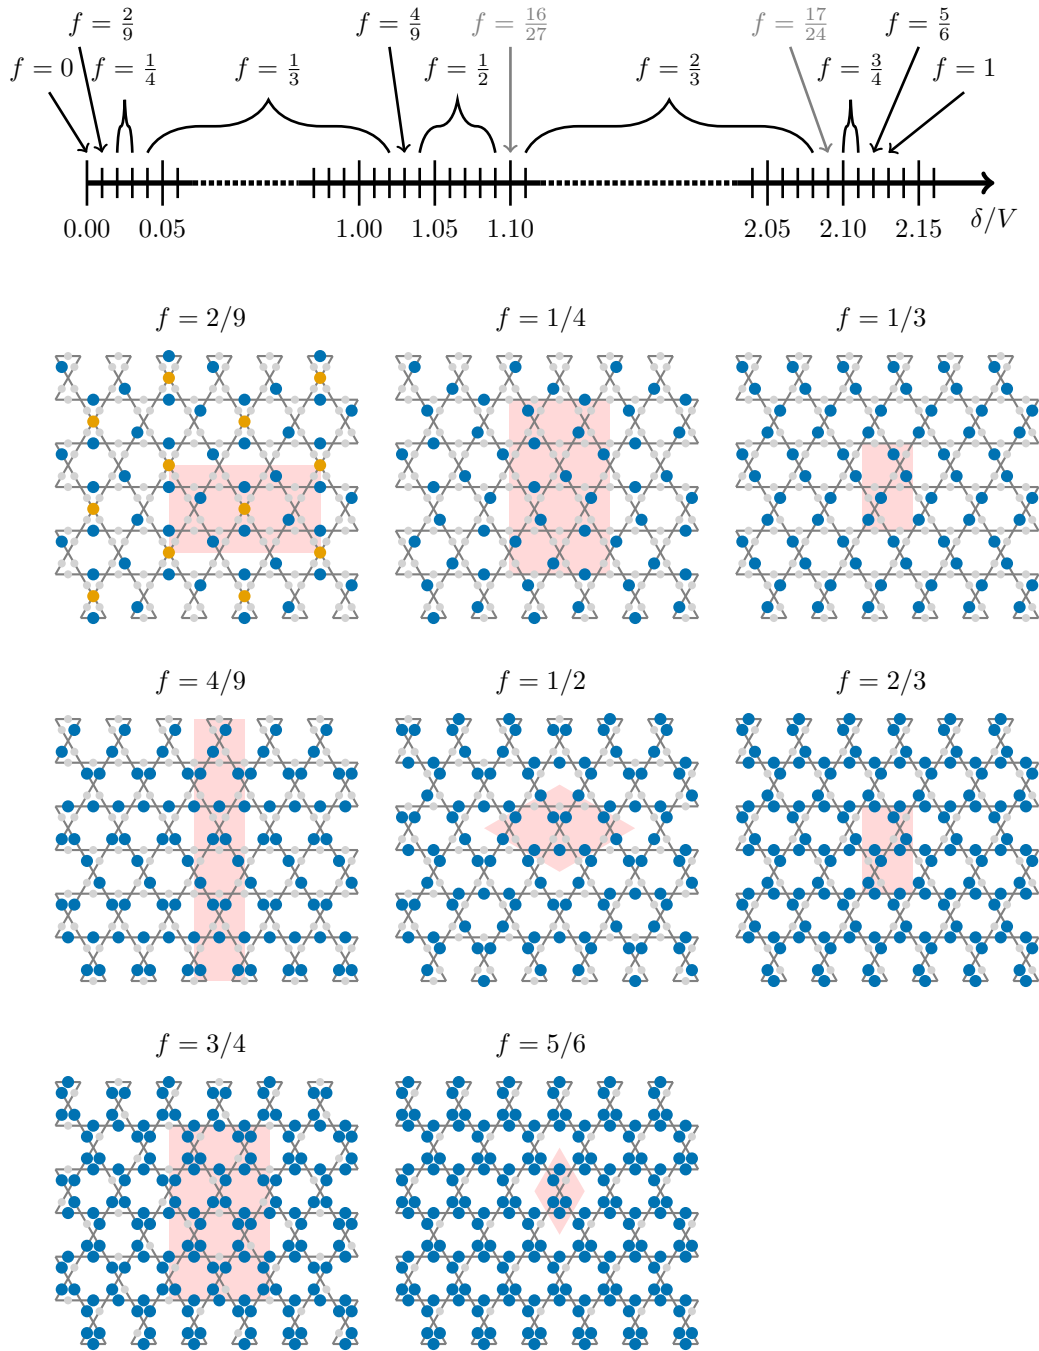 f = 2/9 f = 4/9 f = 16/27 f = 17/24 f = 5/6
f = 0 f = 1/4 f = 1/3 f = 1/2 f = 2/3 f = 3/4 f = 1
0.00 0.05 1.00 1.05 1.10 2.05 2.10 2.15 δ/V
f = 2/9 f = 1/4 f = 1/3
f = 4/9 f = 1/2 f = 2/3
f = 3/4 f = 5/6